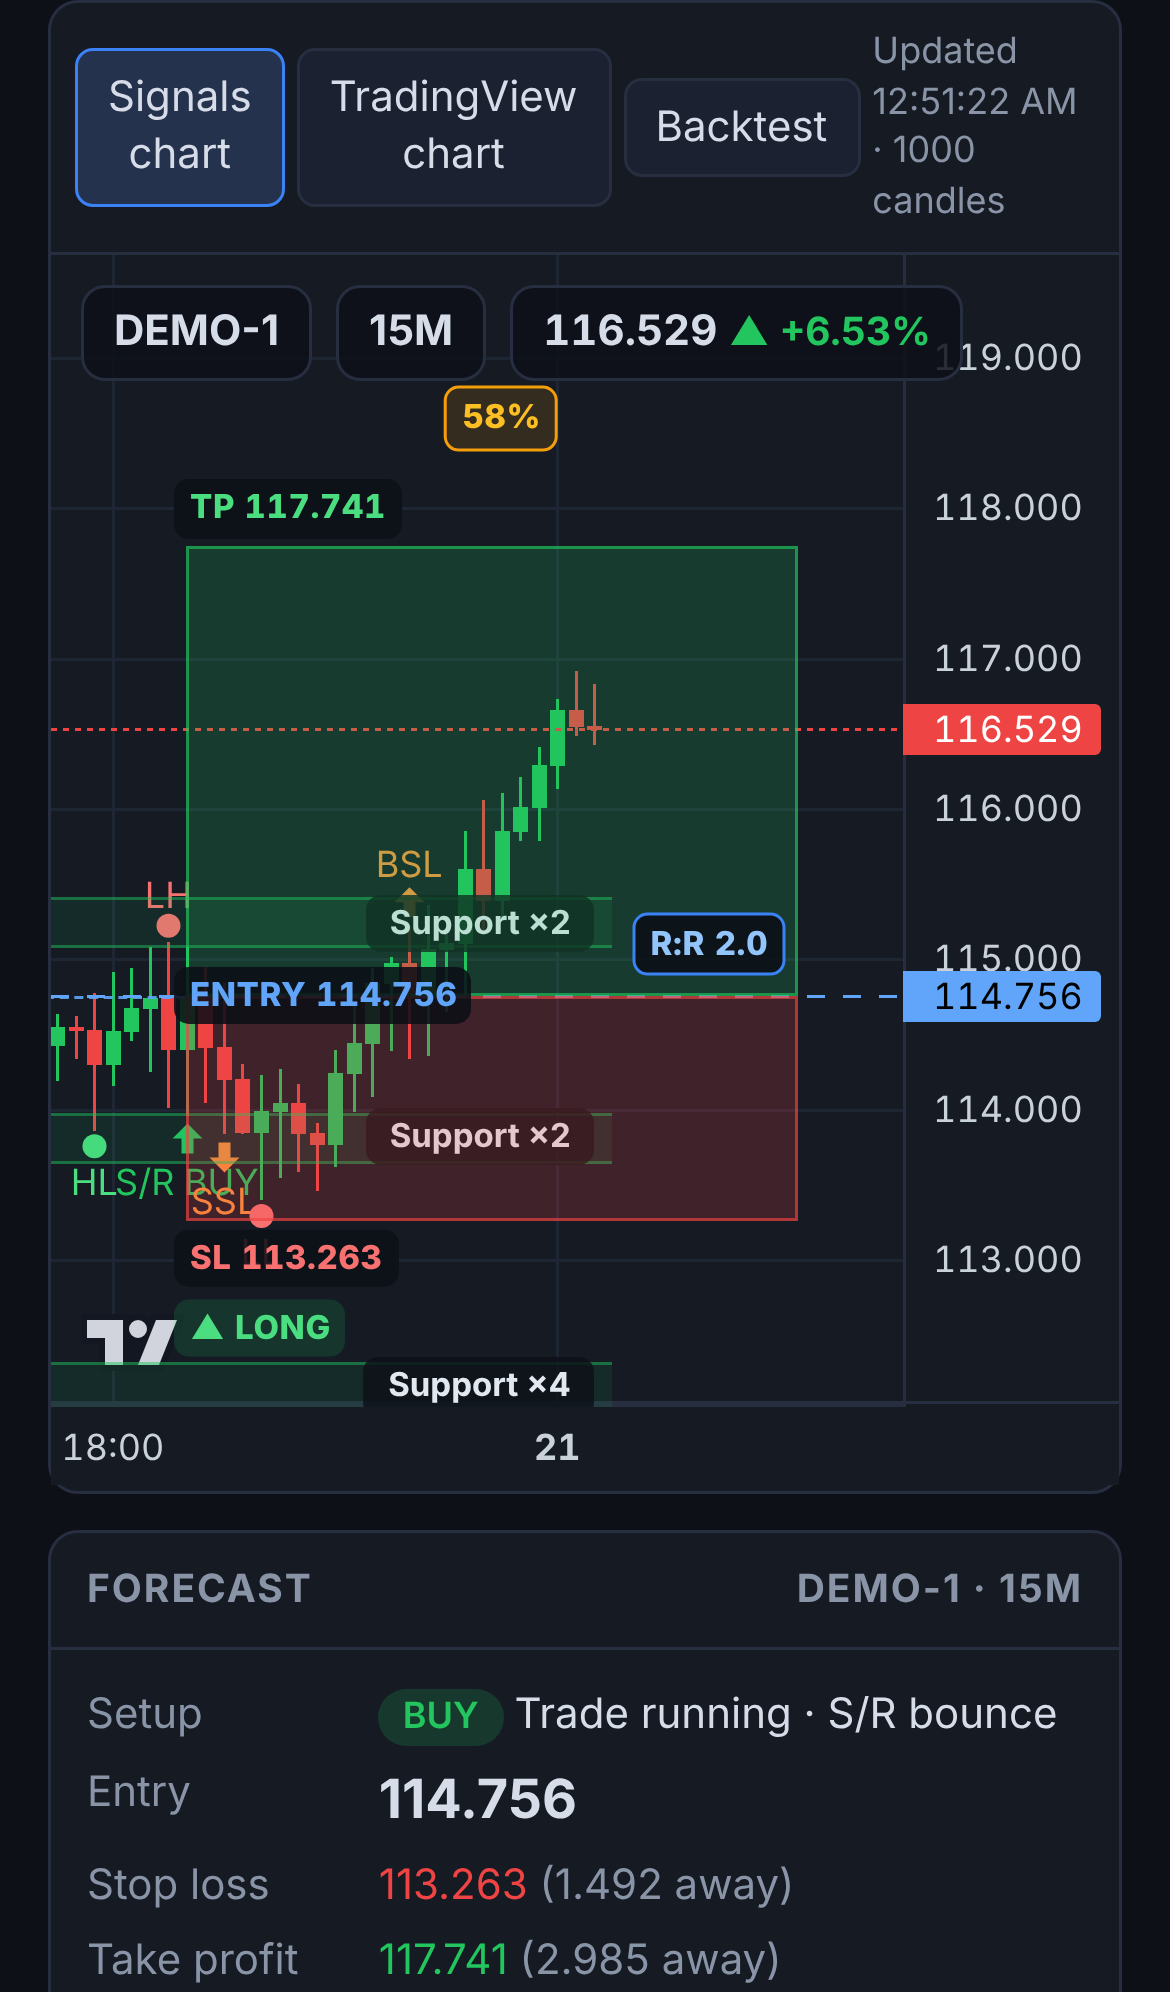 Signals chart
TradingView chart
Backtest
Updated
12:51:22 AM
· 1000
candles
DEMO-1
15M
116.529 ▲ +6.53%
119.000
58%
TP 117.741
118.000
117.000
116.529
116.000
BSL
LH
Support ×2
R:R 2.0
115.000
ENTRY 114.756
114.756
114.000
Support ×2
HL
S/R BUY
SSL
SL 113.263
113.000
▲ LONG
Support ×4
18:00
21
FORECAST
DEMO-1 · 15M
Setup
BUY Trade running · S/R bounce
Entry
114.756
Stop loss
113.263 (1.492 away)
Take profit
117.741 (2.985 away)